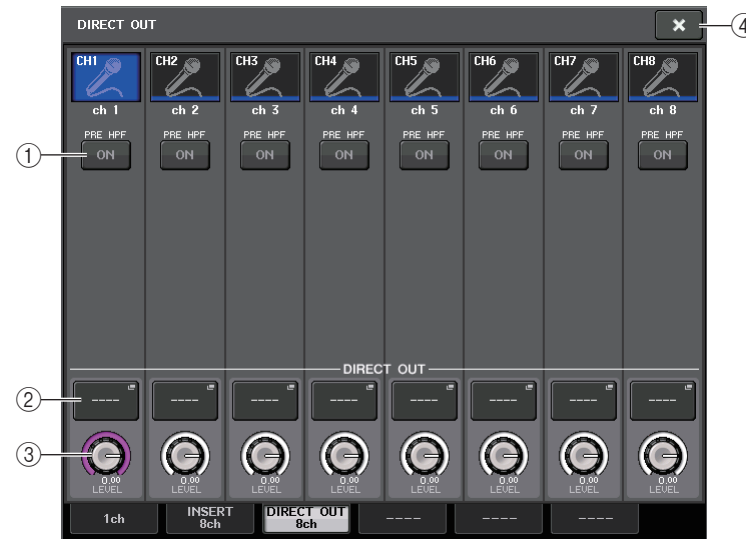 DIRECT OUT ④
CH1 CH2 CH3 CH4 CH5 CH6 CH7 CH8
ch 1 ch 2 ch 3 ch 4 ch 5 ch 6 ch 7 ch 8
PRE HPF PRE HPF PRE HPF PRE HPF PRE HPF PRE HPF PRE HPF PRE HPF
① ON ON ON ON ON ON ON ON
DIRECT OUT
② ---- ---- ---- ---- ---- ---- ---- ----
③
0.00 0.00 0.00 0.00 0.00 0.00 0.00 0.00
LEVEL LEVEL LEVEL LEVEL LEVEL LEVEL LEVEL LEVEL
1ch INSERT 8ch DIRECT OUT 8ch ---- ---- ----